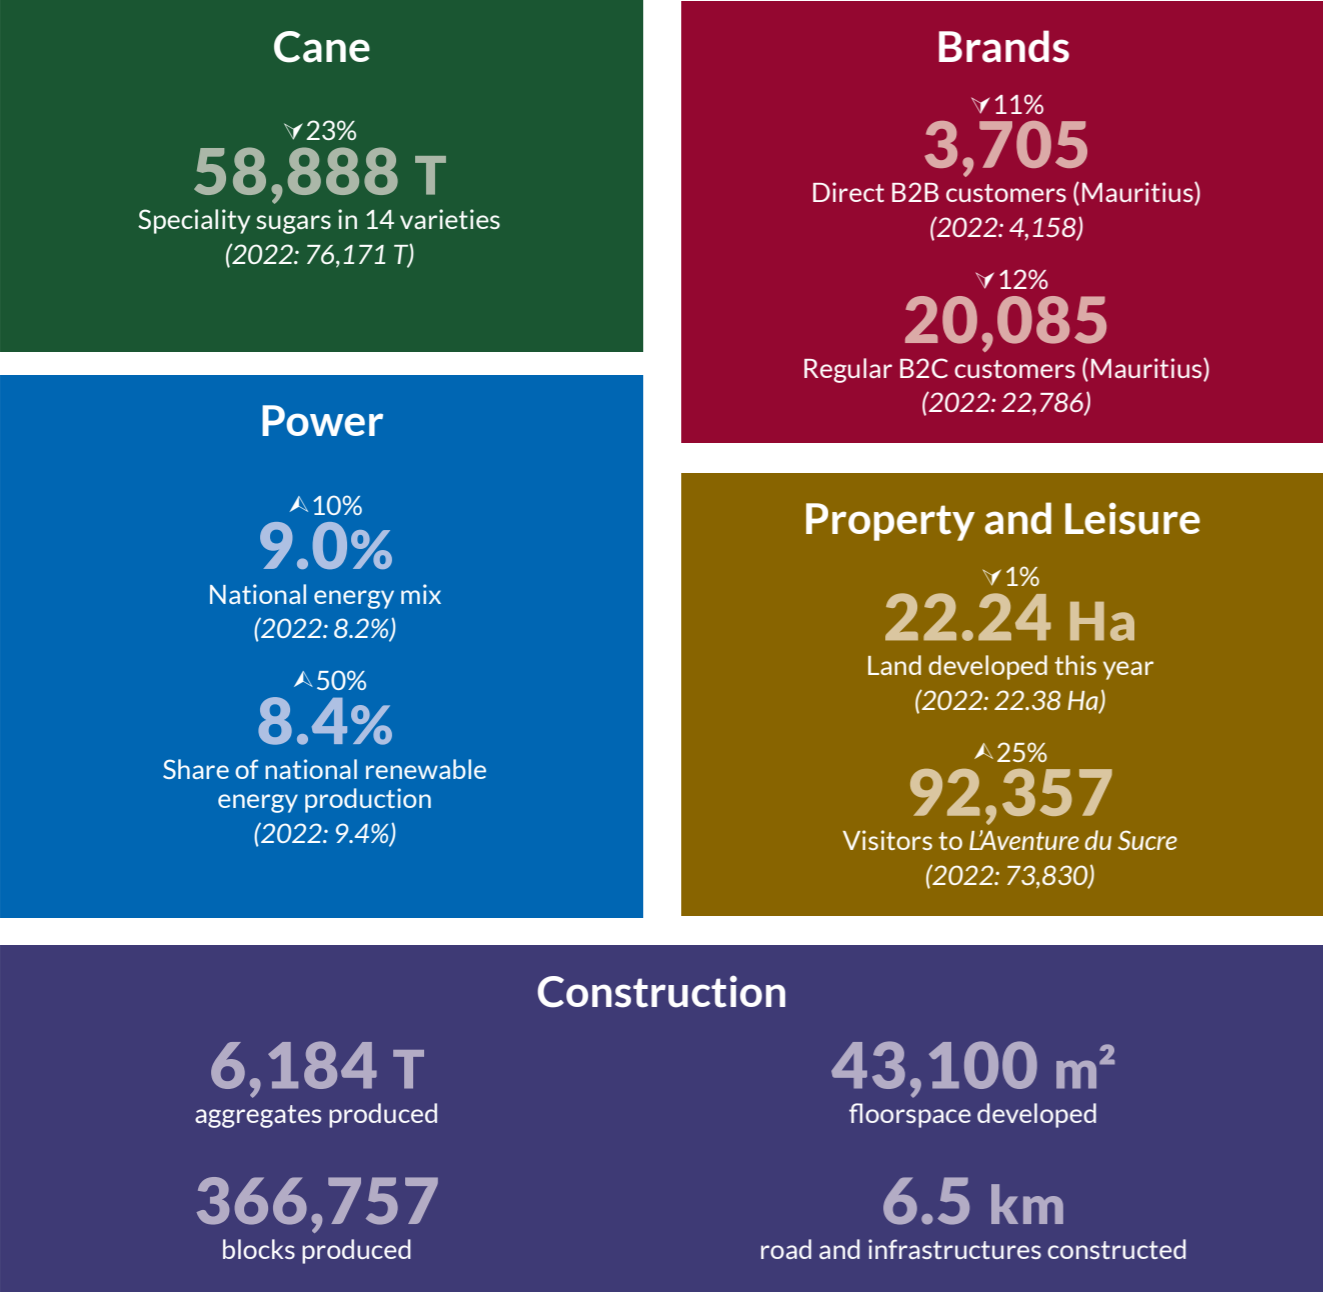 Cane
⮟23%
58,888 T
Speciality sugars in 14 varieties
(2022: 76,171 T)
Power
⮝10%
9.0%
National energy mix
(2022: 8.2%)
⮝50%
8.4%
Share of national renewable
energy production
(2022: 9.4%)
Brands
⮟11%
3,705
Direct B2B customers (Mauritius)
(2022: 4,158)
⮟12%
20,085
Regular B2C customers (Mauritius)
(2022: 22,786)
Property and Leisure
⮟1%
22.24 Ha
Land developed this year
(2022: 22.38 Ha)
⮝25%
92,357
Visitors to L’Aventure du Sucre
(2022: 73,830)
Construction
6,184 T
aggregates produced
366,757
blocks produced
43,100 m²
floorspace developed
6.5 km
road and infrastructures constructed